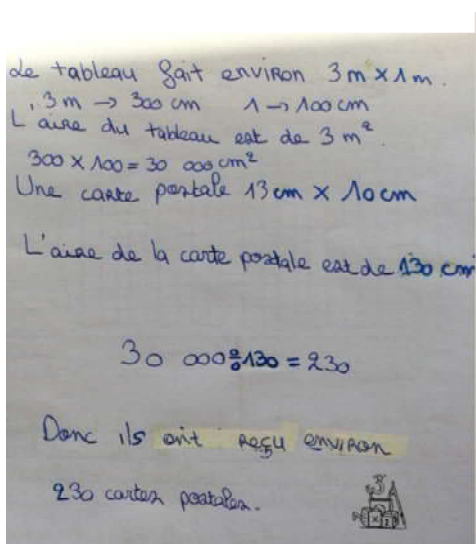 Le tableau fait environ 3 m × 1 m.
3 m → 300 cm 1 → 100 cm
L'aire du tableau est de 3 m².
300 × 100 = 30 000 cm²
Une carte postale 13 cm × 10 cm
L'aire de la carte postale est de 130 cm
30 000 ÷ 130 = 230
Donc ils ont reçu environ
230 cartes postales.